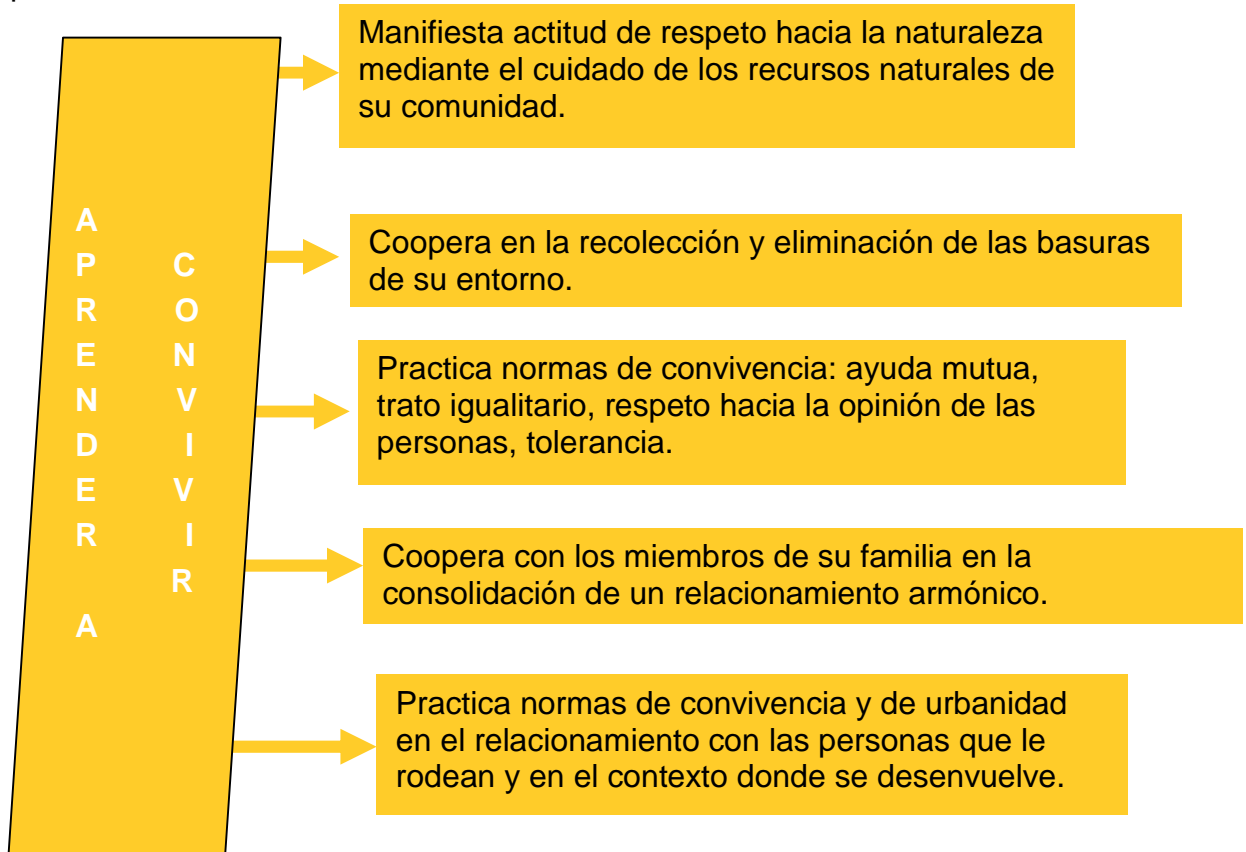 APRENDER A
CONVIVIR
Manifiesta actitud de respeto hacia la naturaleza
mediante el cuidado de los recursos naturales de
su comunidad.
Coopera en la recolección y eliminación de las basuras
de su entorno.
Practica normas de convivencia: ayuda mutua,
trato igualitario, respeto hacia la opinión de las
personas, tolerancia.
Coopera con los miembros de su familia en la
consolidación de un relacionamiento armónico.
Practica normas de convivencia y de urbanidad
en el relacionamiento con las personas que le
rodean y en el contexto donde se desenvuelve.